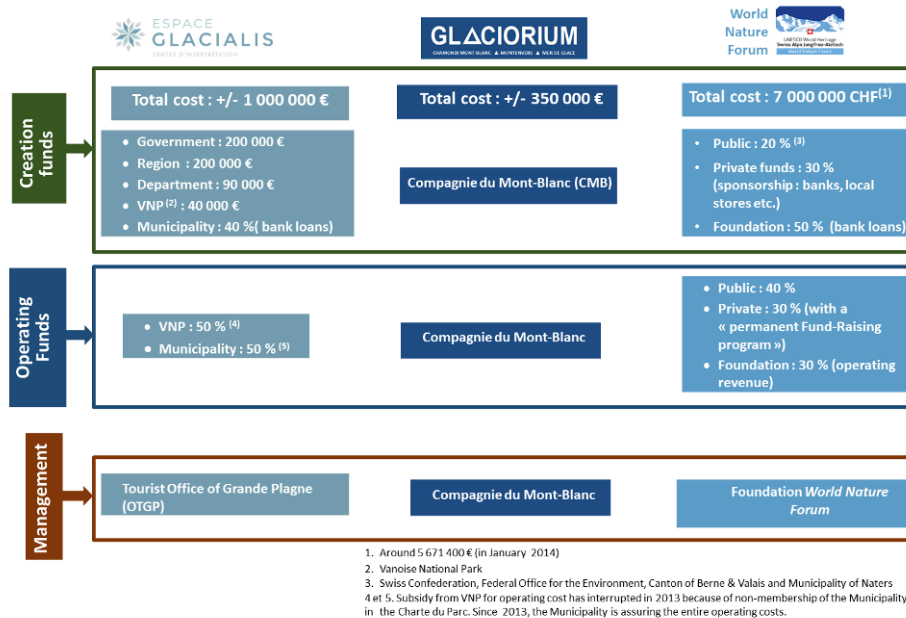 ESPACE
GLACIALIS
CENTRE D'INTERPRÉTATION
GLACIORIUM
CHAMONIX MONT-BLANC ▲ MONTENVERS ▲ MER DE GLACE
World
Nature
Forum
UNESCO World Heritage
Swiss Alps Jungfrau-Aletsch
World Nature Forum
Creation
funds
Total cost : +/- 1 000 000 €
• Government : 200 000 €
• Region : 200 000 €
• Department : 90 000 €
• VNP (2) : 40 000 €
• Municipality : 40 %( bank loans)
Total cost : +/- 350 000 €
Compagnie du Mont-Blanc (CMB)
Total cost : 7 000 000 CHF(1)
• Public : 20 % (3)
• Private funds : 30 %
(sponsorship : banks, local
stores etc.)
• Foundation : 50 % (bank loans)
Operating
Funds
• VNP : 50 % (4)
• Municipality : 50 % (5)
Compagnie du Mont-Blanc
• Public : 40 %
• Private : 30 % (with a
« permanent Fund-Raising
program »)
• Foundation : 30 % (operating
revenue)
Management
Tourist Office of Grande Plagne
(OTGP)
Compagnie du Mont-Blanc
Foundation World Nature
Forum
1. Around 5 671 400 € (in January 2014)
2. Vanoise National Park
3. Swiss Confederation, Federal Office for the Environment, Canton of Berne & Valais and Municipality of Naters
4 et 5. Subsidy from VNP for operating cost has interrupted in 2013 because of non-membership of the Municipality
in the Charte du Parc. Since 2013, the Municipality is assuring the entire operating costs.